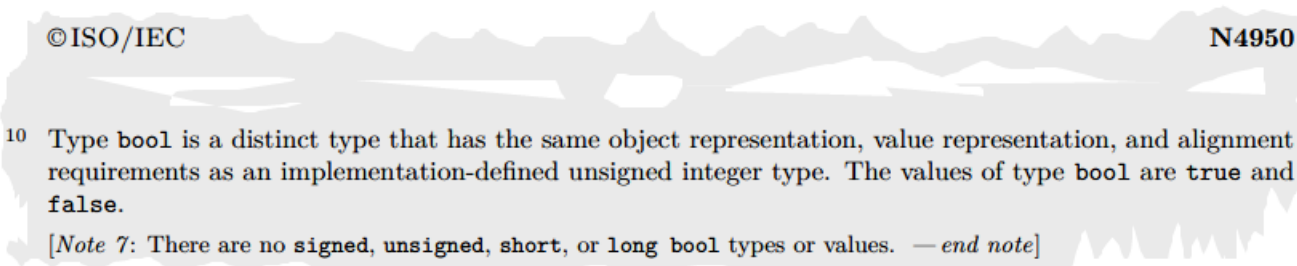 ©ISO/IEC N4950
10 Type bool is a distinct type that has the same object representation, value representation, and alignment
requirements as an implementation-defined unsigned integer type. The values of type bool are true and
false.
[Note 7: There are no signed, unsigned, short, or long bool types or values. — end note]